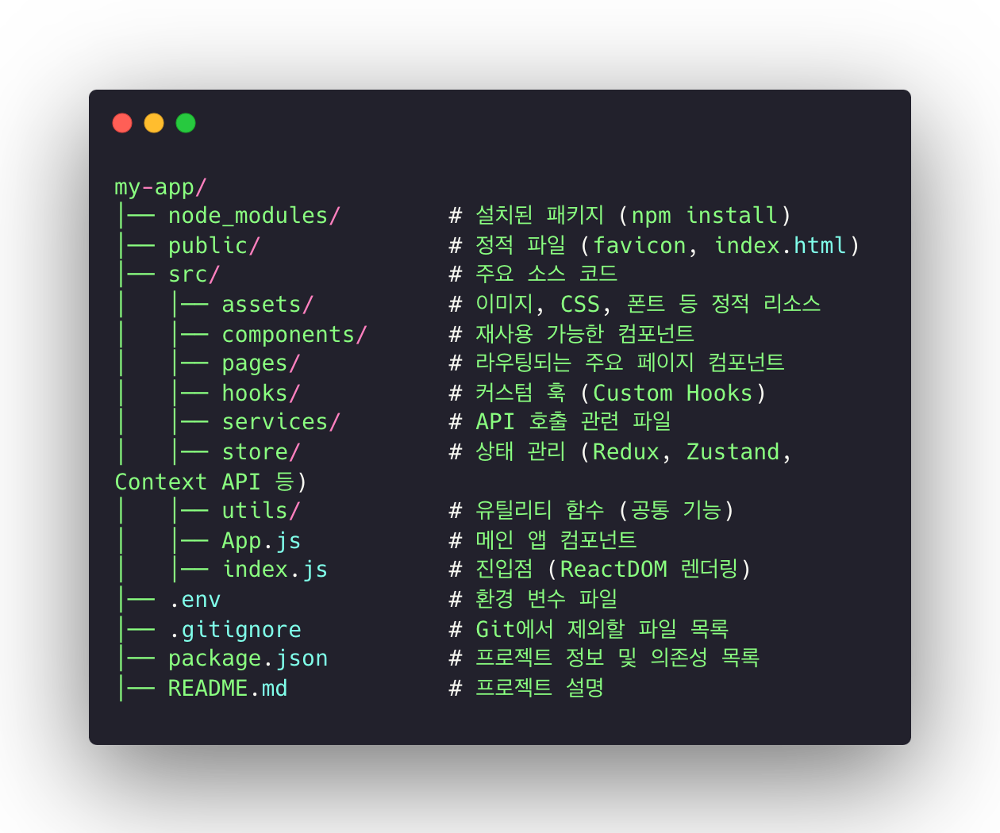 my-app/
│── node_modules/        # 설치된 패키지 (npm install)
│── public/              # 정적 파일 (favicon, index.html)
│── src/                 # 주요 소스 코드
│   │── assets/          # 이미지, CSS, 폰트 등 정적 리소스
│   │── components/      # 재사용 가능한 컴포넌트
│   │── pages/           # 라우팅되는 주요 페이지 컴포넌트
│   │── hooks/           # 커스텀 훅 (Custom Hooks)
│   │── services/        # API 호출 관련 파일
│   │── store/           # 상태 관리 (Redux, Zustand,
Context API 등)
│   │── utils/           # 유틸리티 함수 (공통 기능)
│   │── App.js           # 메인 앱 컴포넌트
│   │── index.js         # 진입점 (ReactDOM 렌더링)
│── .env                 # 환경 변수 파일
│── .gitignore           # Git에서 제외할 파일 목록
│── package.json         # 프로젝트 정보 및 의존성 목록
│── README.md            # 프로젝트 설명